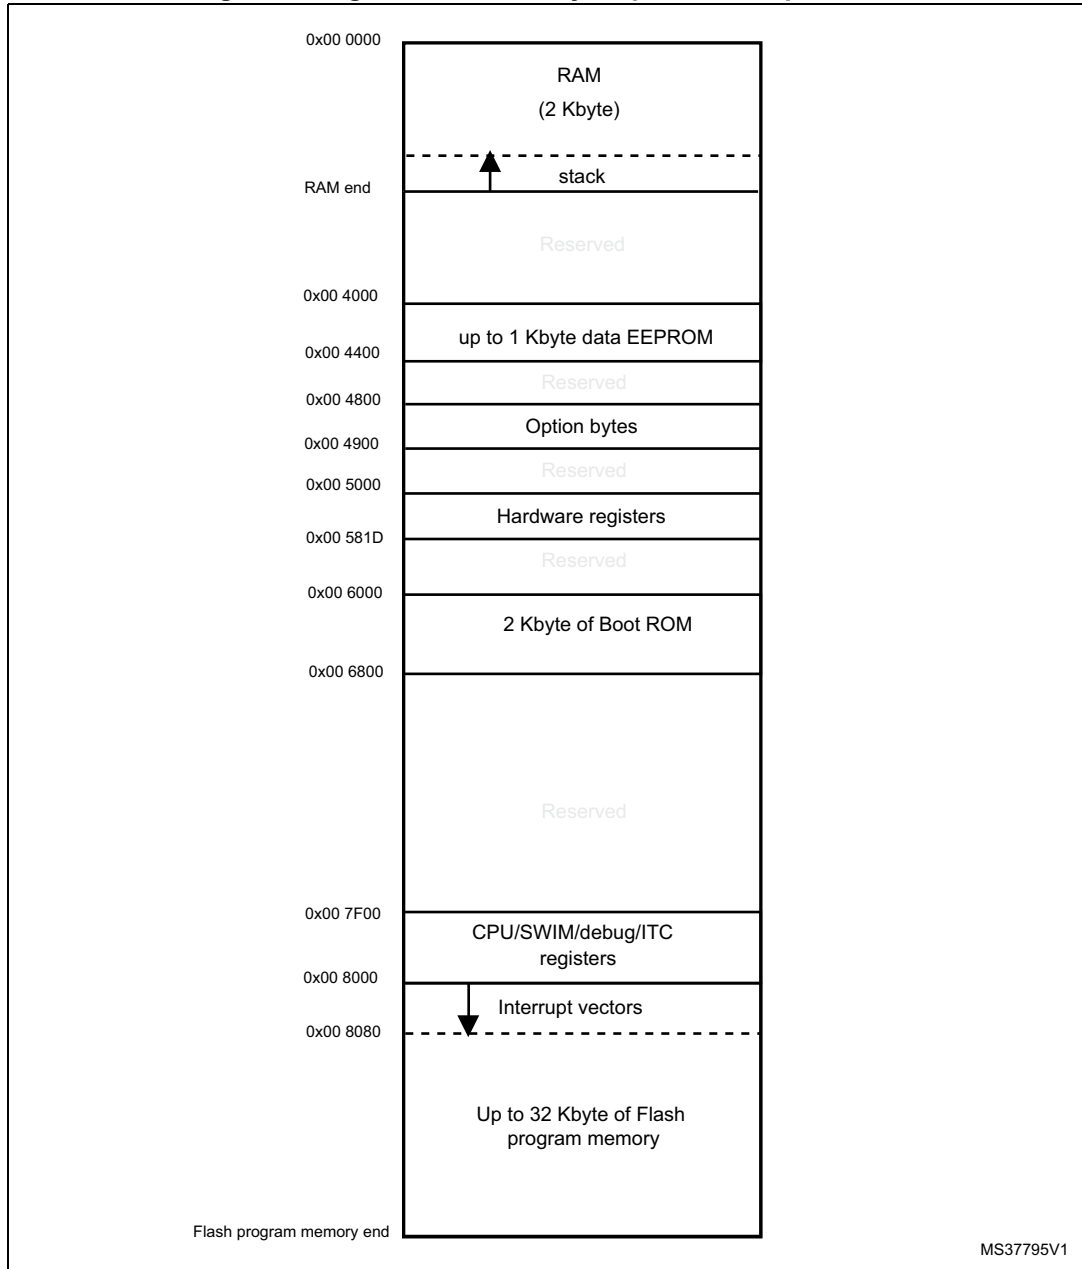 0x00 0000
RAM
(2 Kbyte)
stack
RAM end
Reserved
0x00 4000
up to 1 Kbyte data EEPROM
0x00 4400
Reserved
0x00 4800
Option bytes
0x00 4900
Reserved
0x00 5000
Hardware registers
0x00 581D
Reserved
0x00 6000
2 Kbyte of Boot ROM
0x00 6800
Reserved
0x00 7F00
CPU/SWIM/debug/ITC
registers
0x00 8000
Interrupt vectors
0x00 8080
Up to 32 Kbyte of Flash
program memory
Flash program memory end
MS37795V1